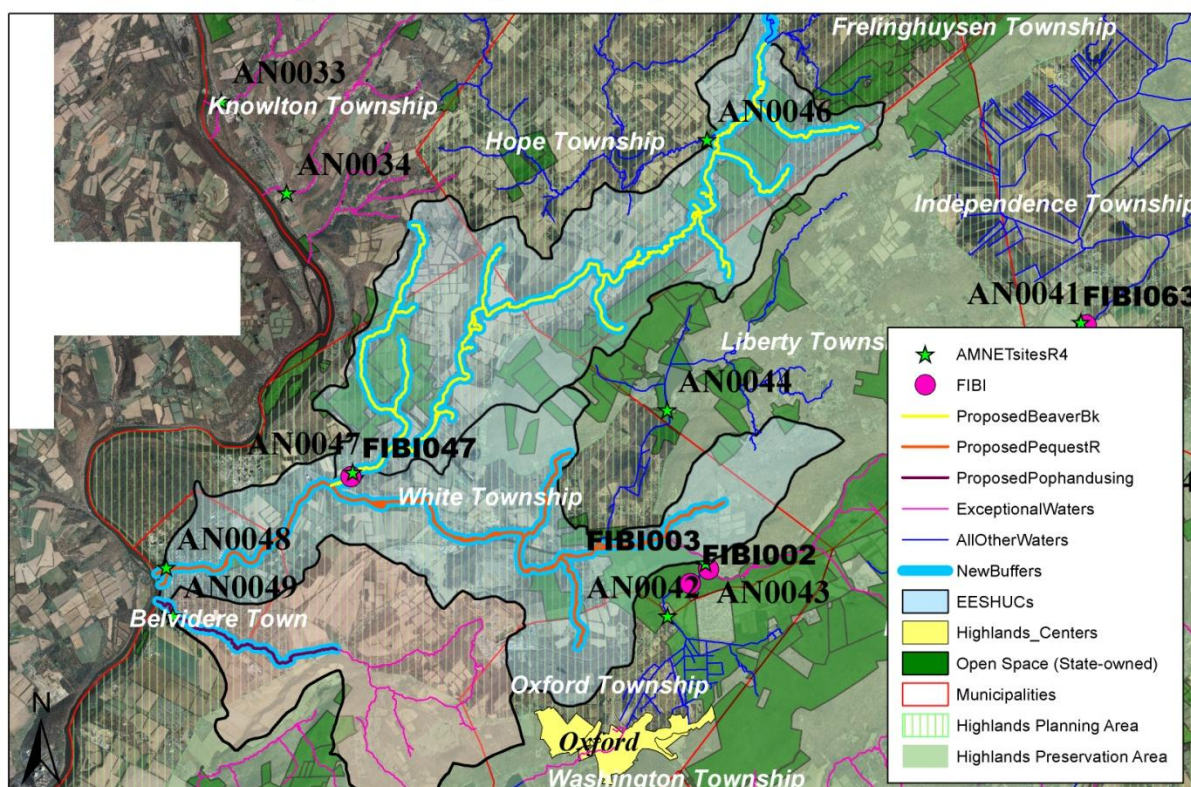 Frelinghuysen Township
AN0033
Knowlton Township
AN0046
Hope Township
AN0034
Independence Township
AN0041
FIBI063
Liberty Towns
AN0044
AN0047
FIBI047
White Township
AN0048
FIBI003
FIBI002
AN0049
AN0042
AN0043
Belvidere Town
Oxford Township
Oxford
Washington Township
N
AMNETsitesR4
FIBI
ProposedBeaverBk
ProposedPequestR
ProposedPophandusing
ExceptionalWaters
AllOtherWaters
NewBuffers
EESHUCs
Highlands_Centers
Open Space (State-owned)
Municipalities
Highlands Planning Area
Highlands Preservation Area